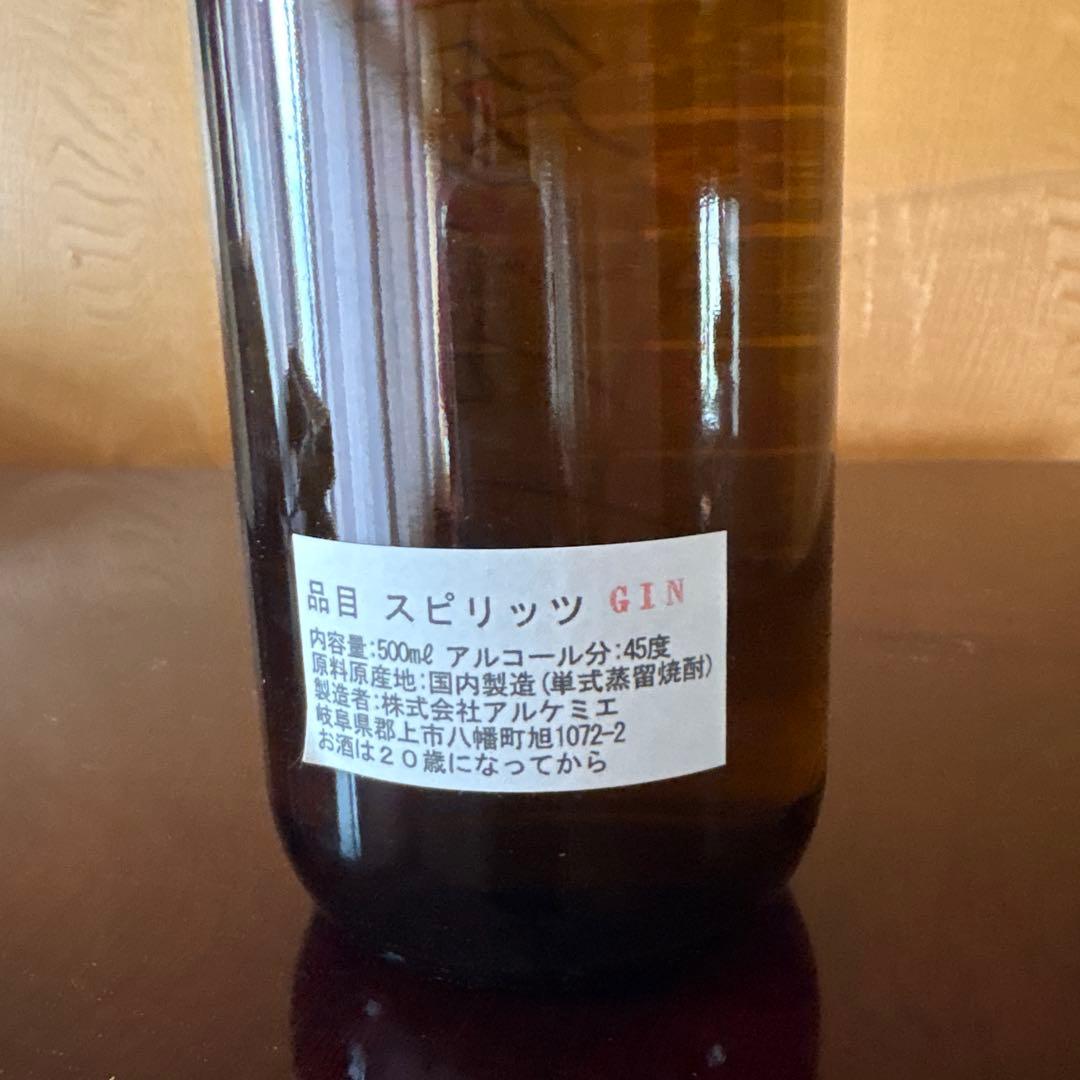 品目 スピリッツ GIN
内容量:500mℓ アルコール分:45度
原料原産地:国内製造(単式蒸留焼酎)
製造者:株式会社アルケミエ
岐阜県郡上市八幡町旭1072-2
お酒は20歳になってから